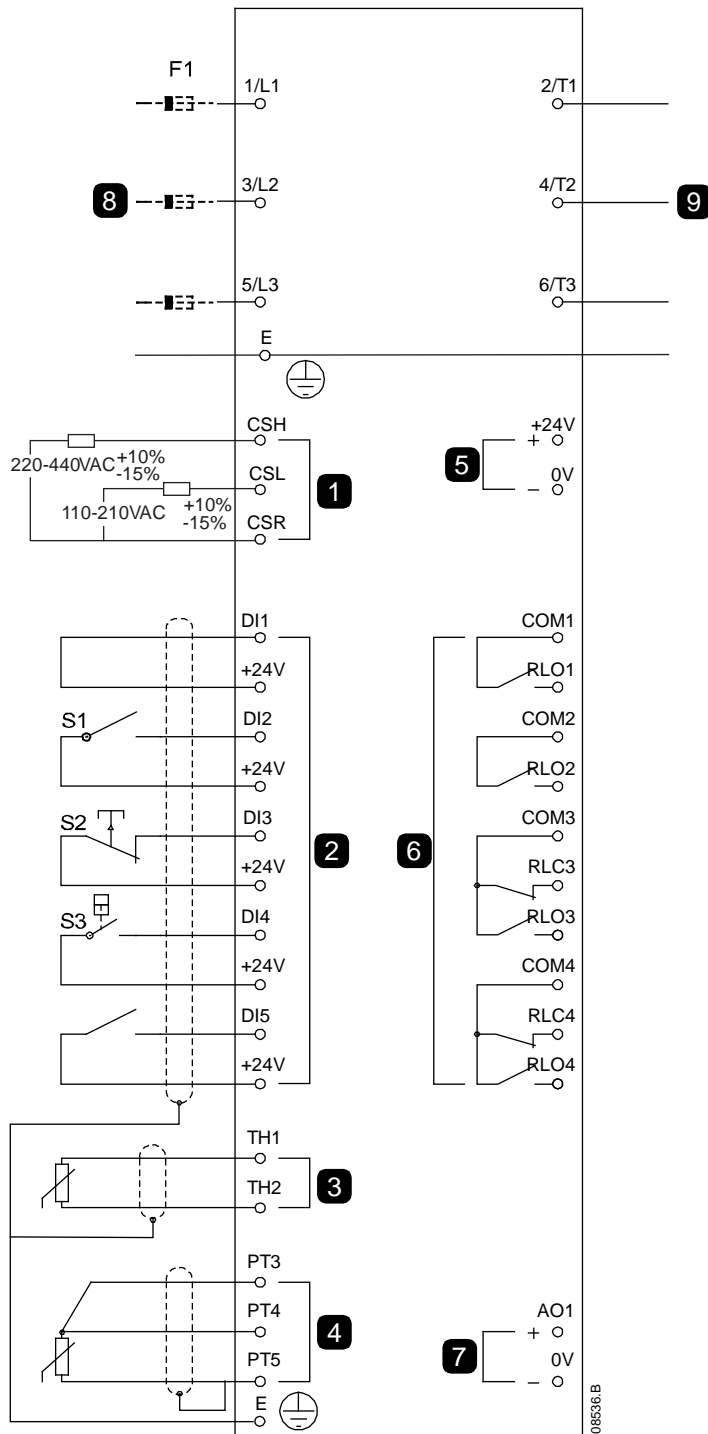 F1
1/L1
2/T1
8
3/L2
4/T2
9
5/L3
6/T3
E
CSH
+24V
220-440VAC +10%
-15%
+
5
CSL
0V
1
−
110-210VAC +10%
-15%
CSR
DI1
COM1
+24V
RLO1
S1
DI2
COM2
+24V
RLO2
S2
DI3
COM3
2
6
+24V
RLC3
S3
DI4
RLO3
+24V
COM4
DI5
RLC4
+24V
RLO4
TH1
3
TH2
PT3
PT4
AO1
4
7
+
PT5
0V
−
E
08536.B